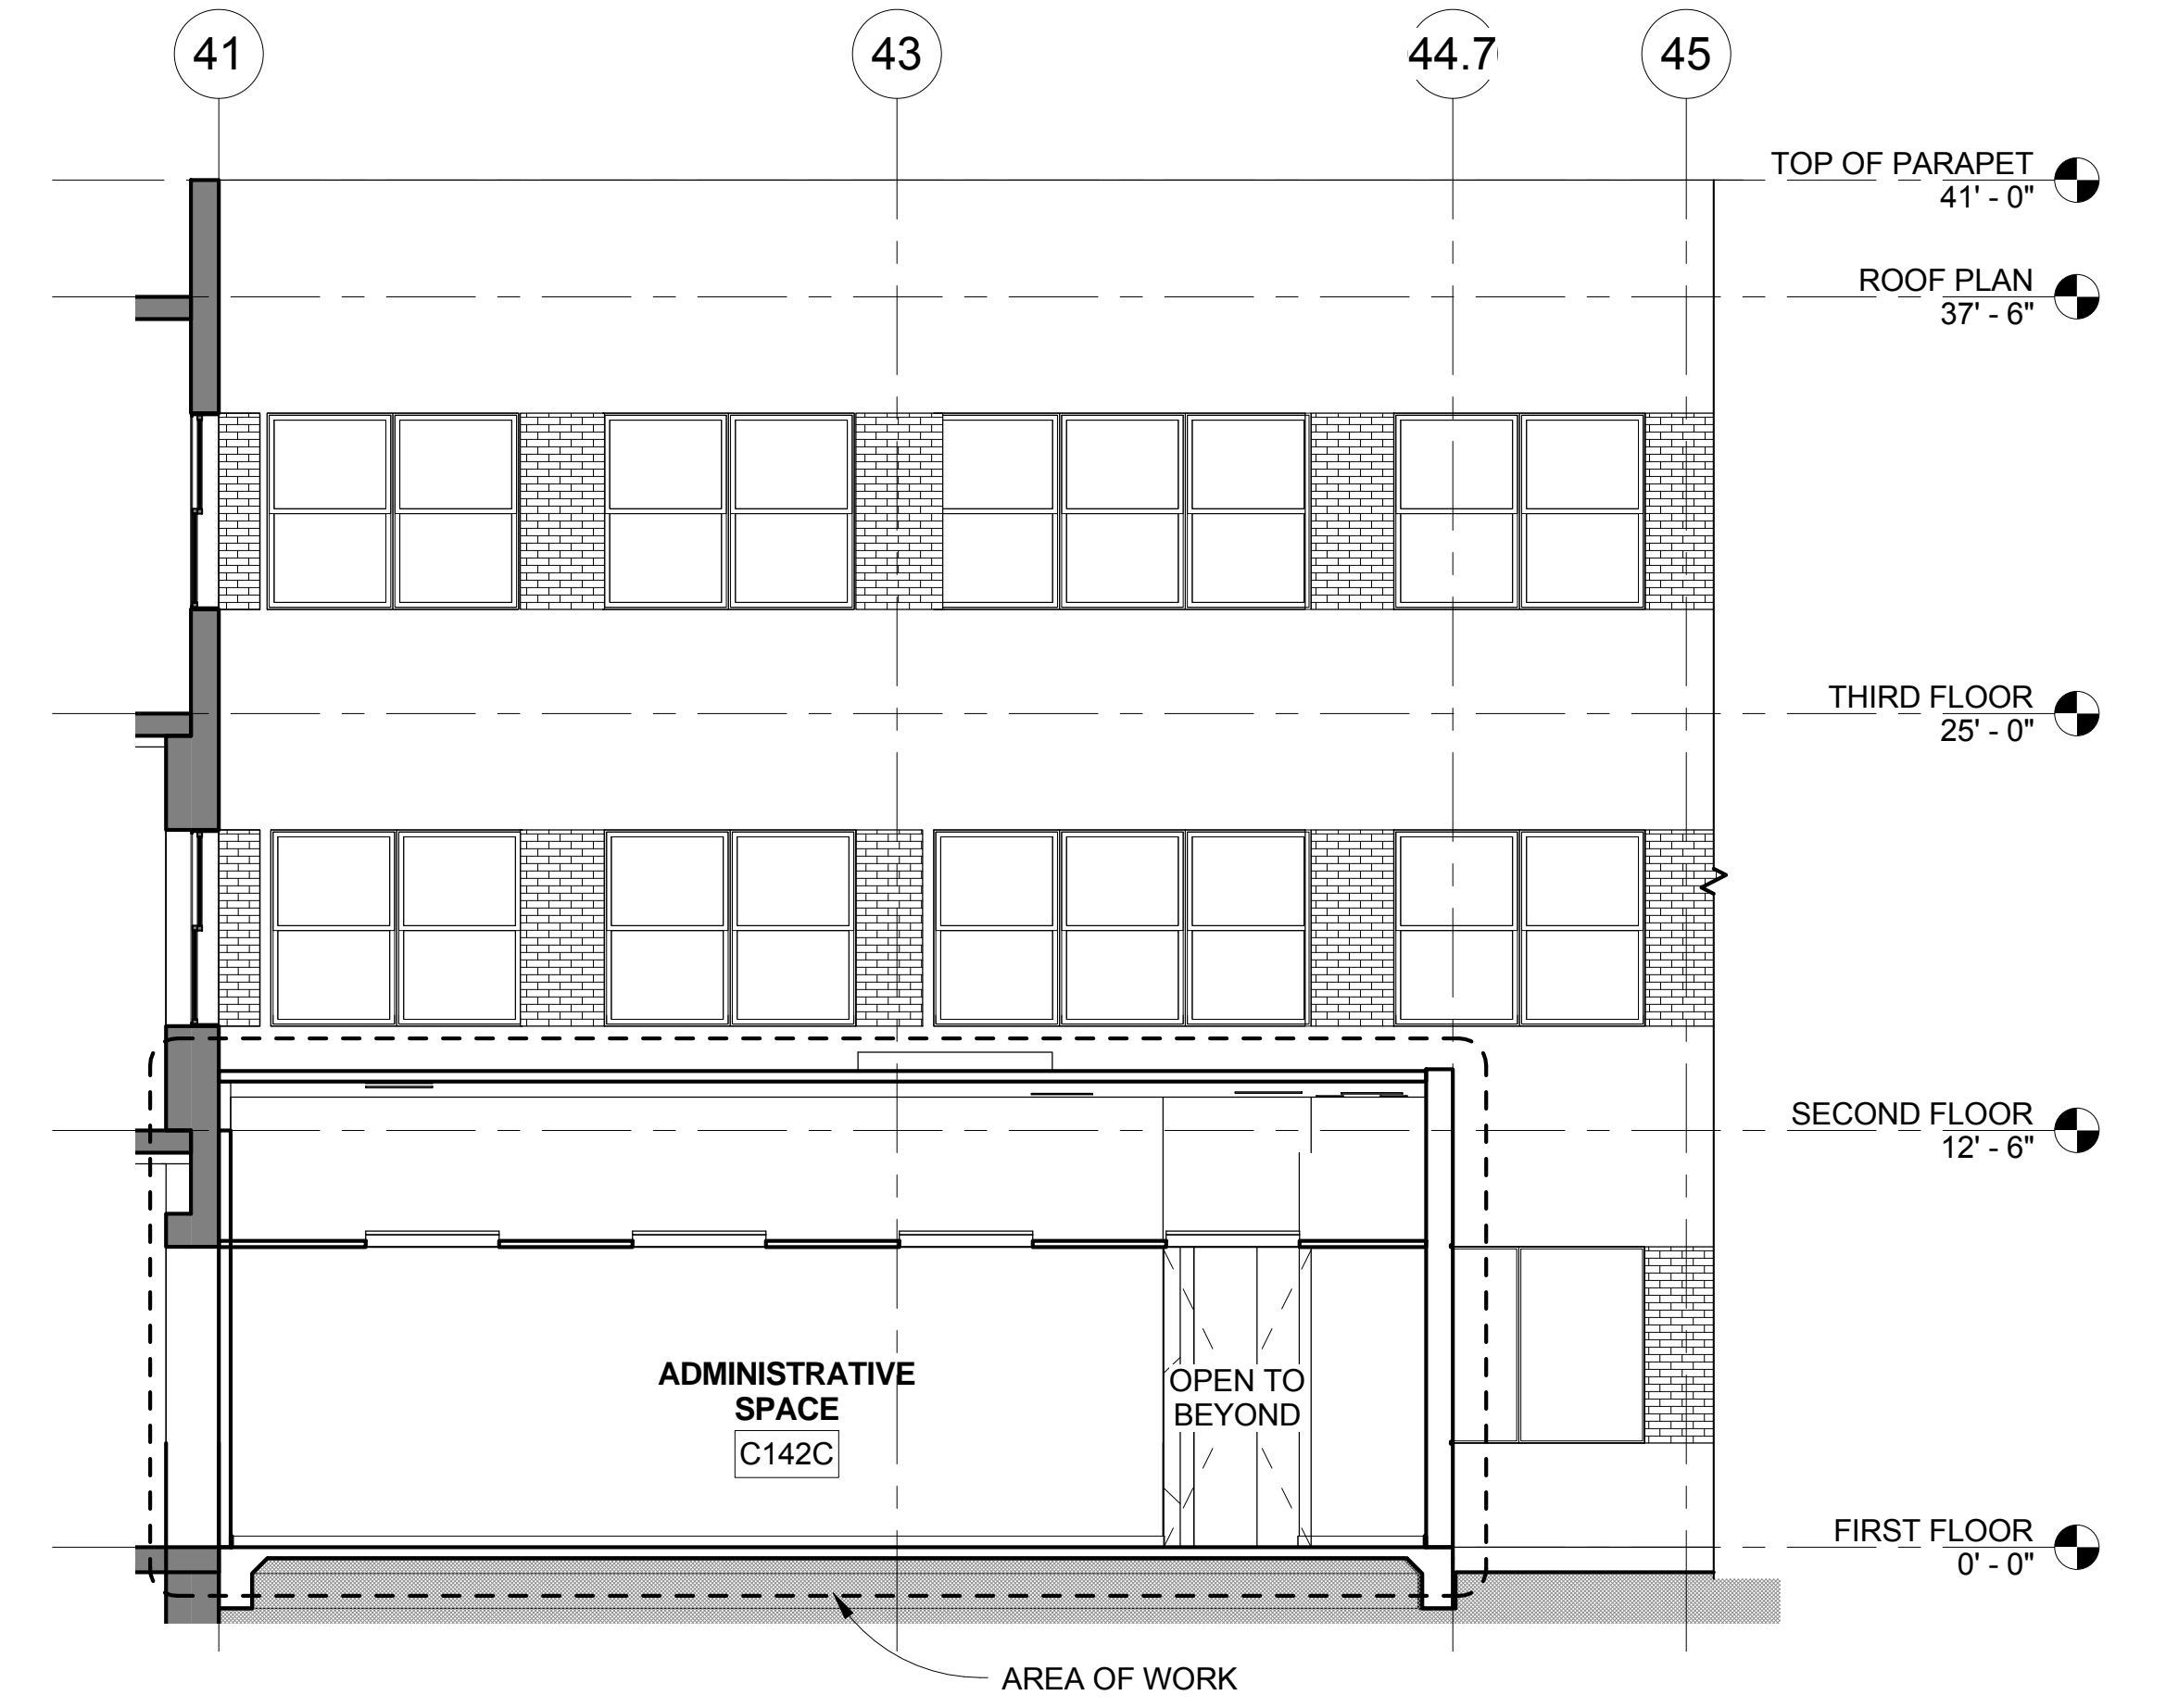 41
43
44.7
45
TOP OF PARAPET
41' - 0"
ROOF PLAN
37' - 6"
THIRD FLOOR
25' - 0"
SECOND FLOOR
12' - 6"
ADMINISTRATIVE
SPACE
C142C
OPEN TO
BEYOND
FIRST FLOOR
0' - 0"
AREA OF WORK